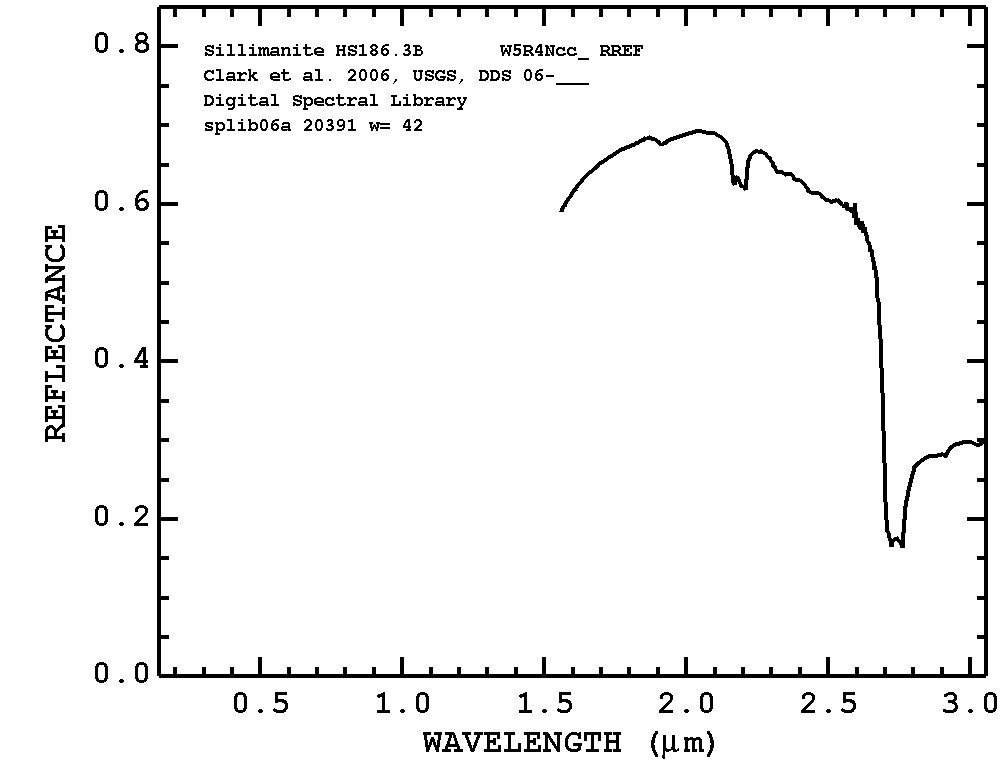 0.8
Sillimanite HS186.3B W5R4Ncc_ RREF
Clark et al. 2006, USGS, DDS 06-___
Digital Spectral Library
splib06a 20391 w= 42
0.6
REFLECTANCE
0.4
0.2
0.0
0.5 1.0 1.5 2.0 2.5 3.0
WAVELENGTH (μm)